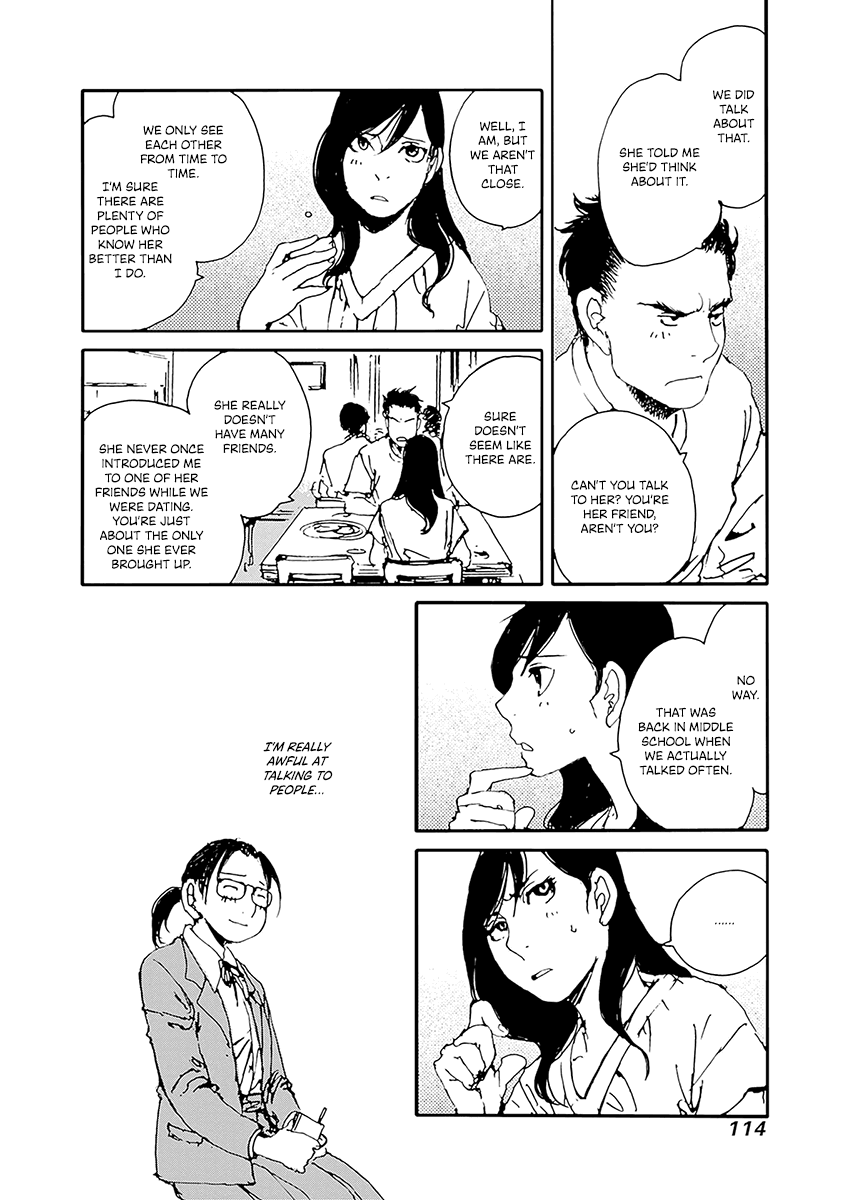 WE DID
TALK
ABOUT
THAT.
SHE TOLD ME
SHE'D THINK
ABOUT IT.
CAN'T YOU TALK
TO HER? YOU'RE
HER FRIEND,
AREN'T YOU?
WELL, I
AM, BUT
WE AREN'T
THAT
CLOSE.
WE ONLY SEE
EACH OTHER
FROM TIME TO
TIME.
I'M SURE
THERE ARE
PLENTY OF
PEOPLE WHO
KNOW HER
BETTER THAN
I DO.
SURE
DOESN'T
SEEM LIKE
THERE ARE.
SHE REALLY
DOESN'T
HAVE MANY
FRIENDS.
SHE NEVER ONCE
INTRODUCED ME
TO ONE OF HER
FRIENDS WHILE WE
WERE DATING.
YOU'RE JUST
ABOUT THE ONLY
ONE SHE EVER
BROUGHT UP.
NO
WAY.
THAT WAS
BACK IN MIDDLE
SCHOOL WHEN
WE ACTUALLY
TALKED OFTEN.
......
I'M REALLY
AWFUL AT
TALKING TO
PEOPLE...
114